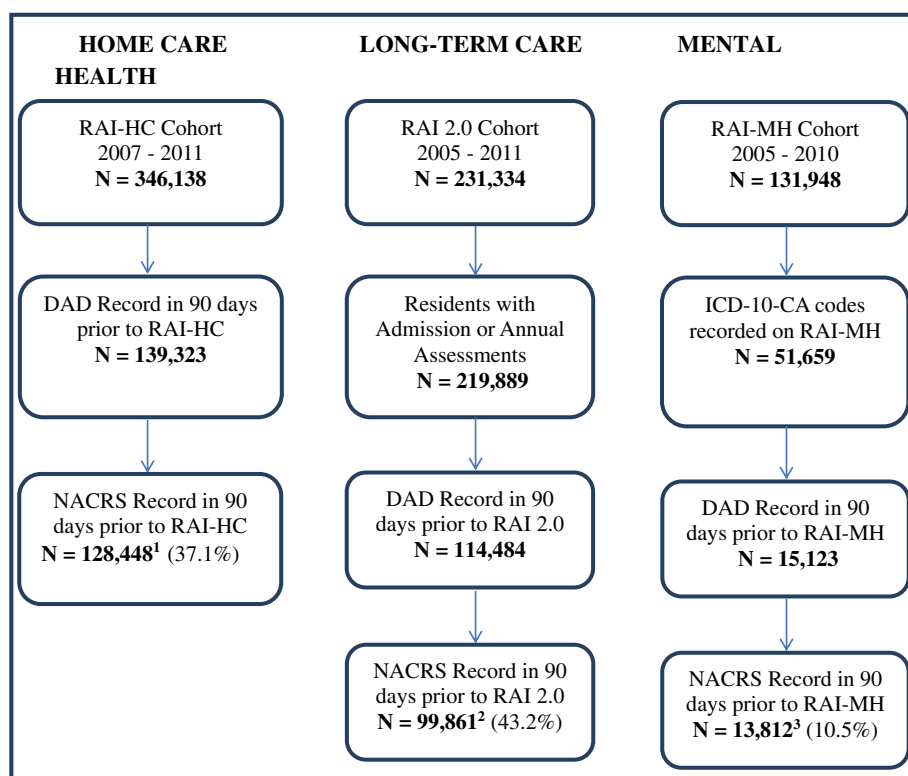 HOME CARE LONG-TERM CARE MENTAL
HEALTH
RAI-HC Cohort
2007 - 2011
N = 346,138
DAD Record in 90 days
prior to RAI-HC
N = 139,323
NACRS Record in 90
days prior to RAI-HC
N = 128,448¹ (37.1%)
RAI 2.0 Cohort
2005 - 2011
N = 231,334
Residents with
Admission or Annual
Assessments
N = 219,889
DAD Record in 90
days prior to RAI 2.0
N = 114,484
NACRS Record in 90
days prior to RAI 2.0
N = 99,861² (43.2%)
RAI-MH Cohort
2005 - 2010
N = 131,948
ICD-10-CA codes
recorded on RAI-MH
N = 51,659
DAD Record in 90
days prior to RAI-MH
N = 15,123
NACRS Record in 90
days prior to RAI-MH
N = 13,812³ (10.5%)